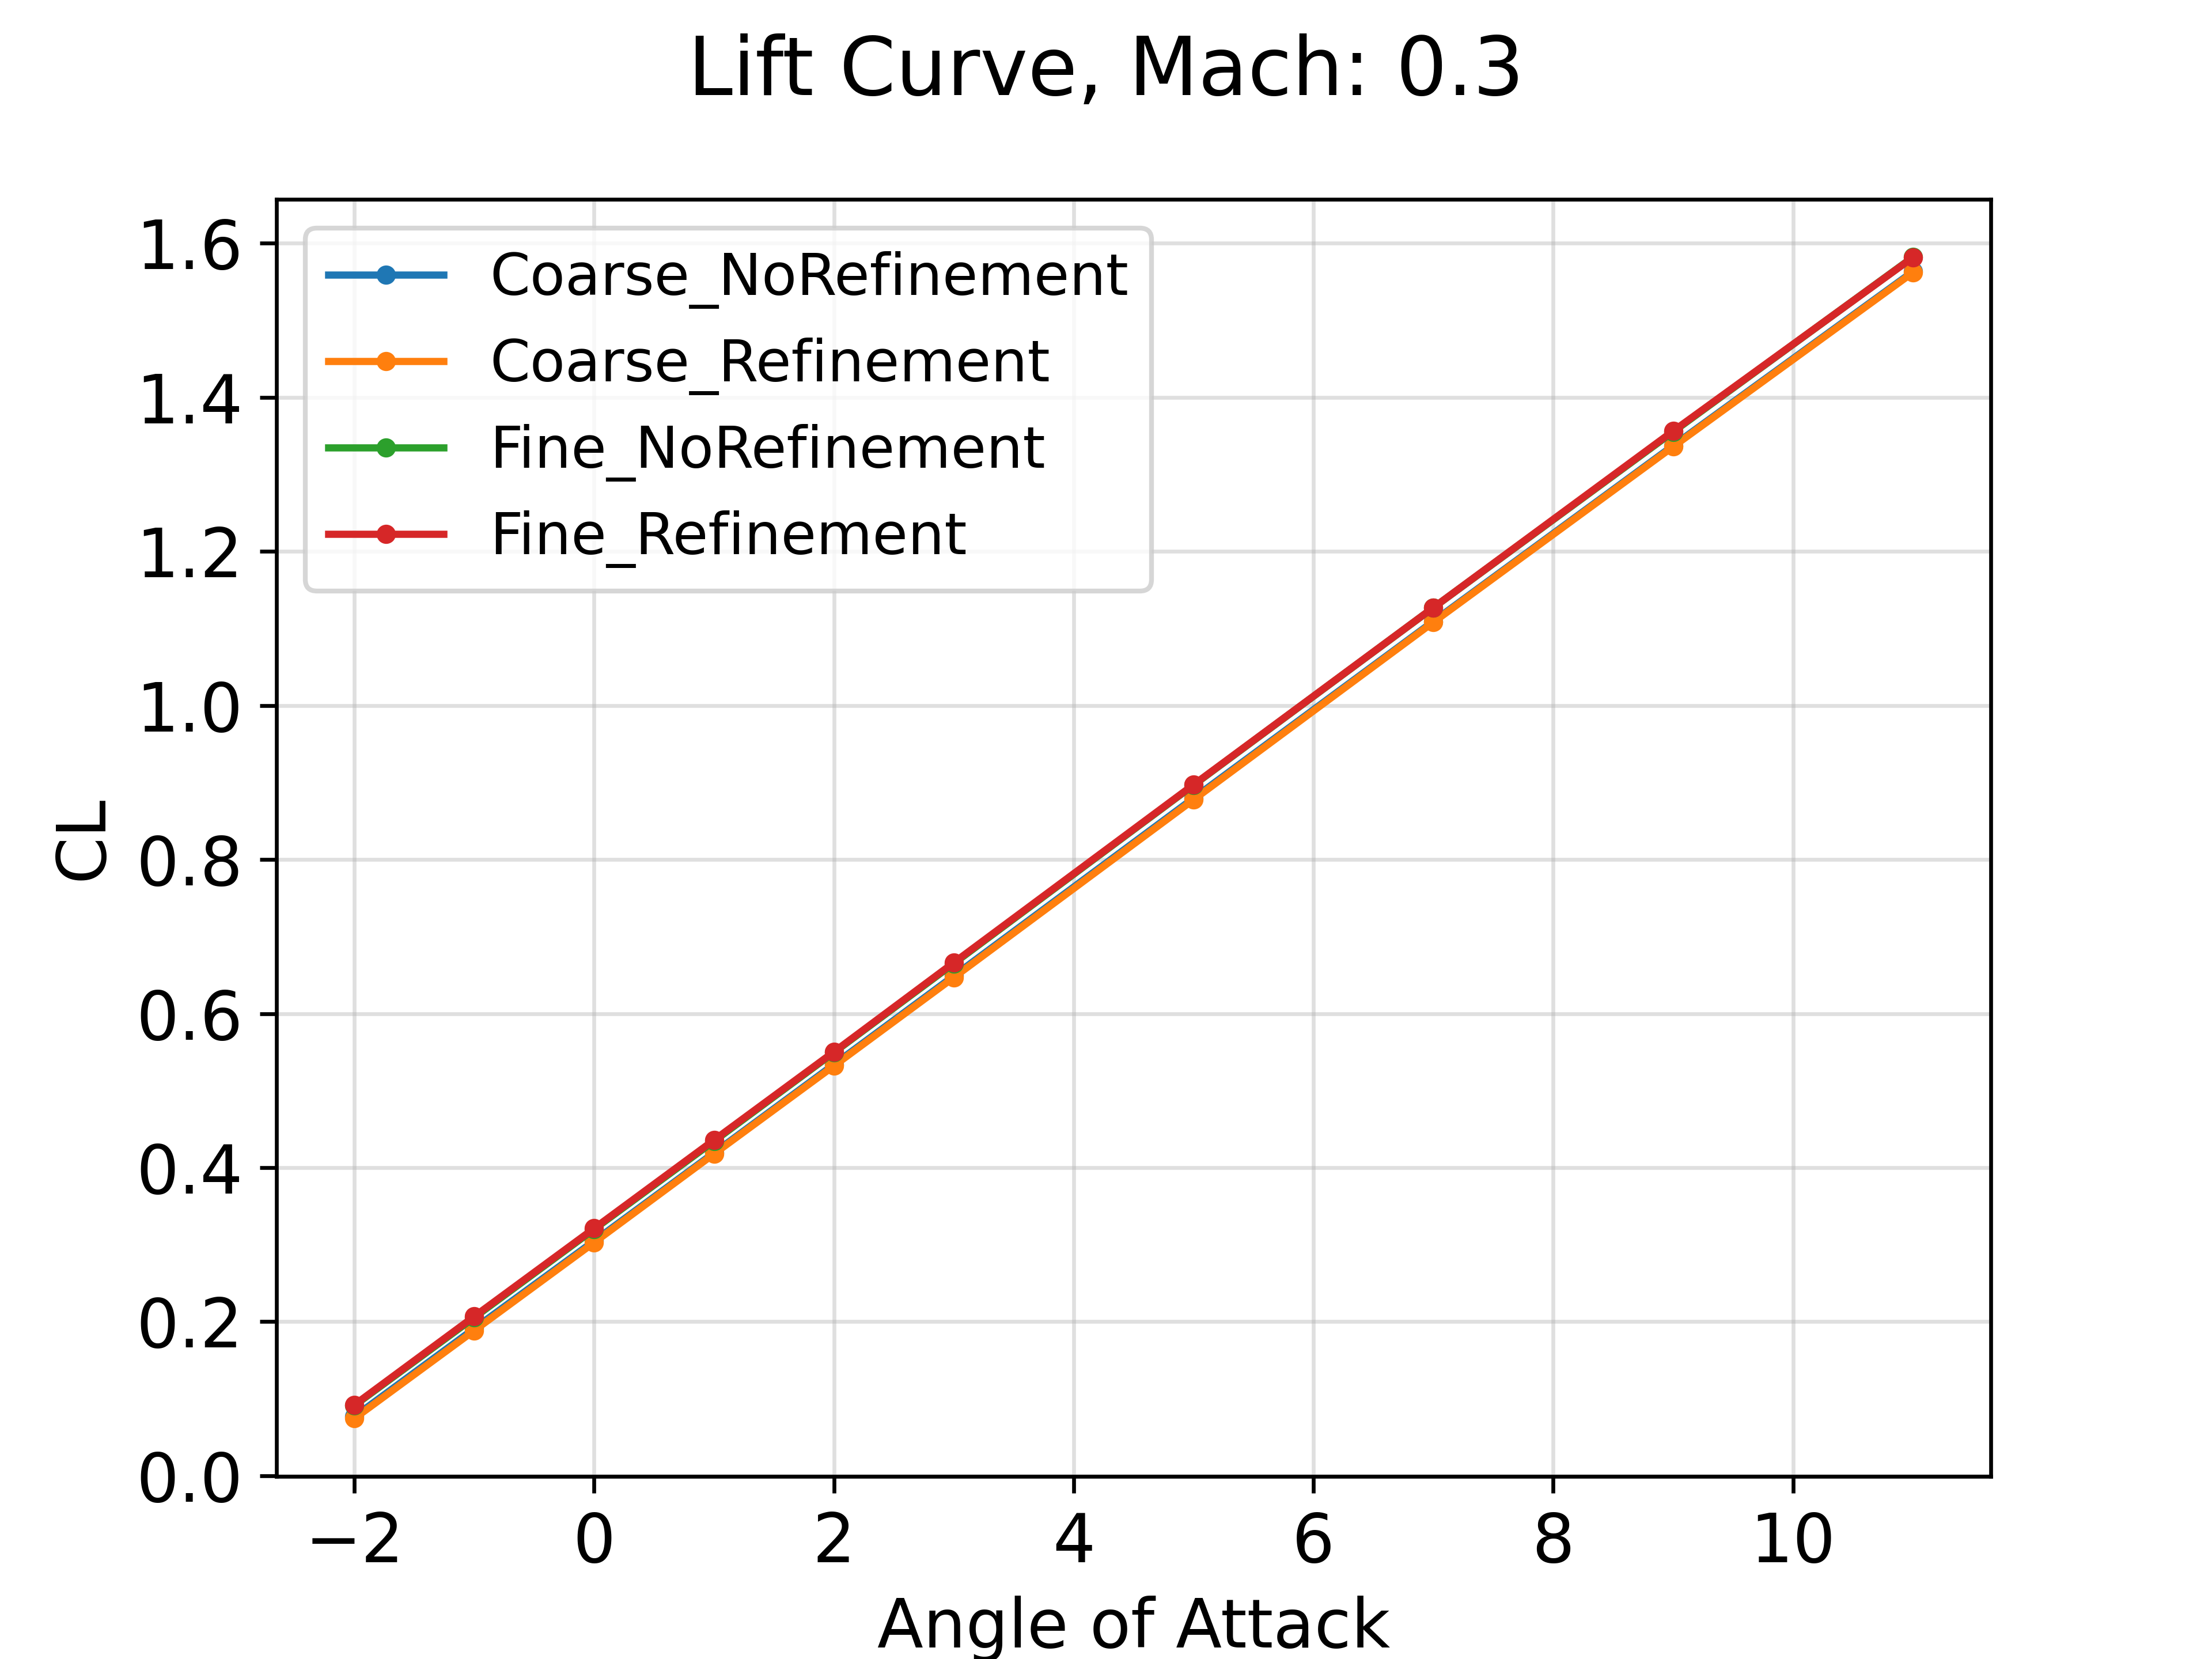 Lift Curve, Mach: 0.3
Coarse_NoRefinement
Coarse_Refinement
Fine_NoRefinement
Fine_Refinement
1.6
1.4
1.2
1.0
0.8
0.6
0.4
0.2
0.0
CL
−2 0 2 4 6 8 10
Angle of Attack